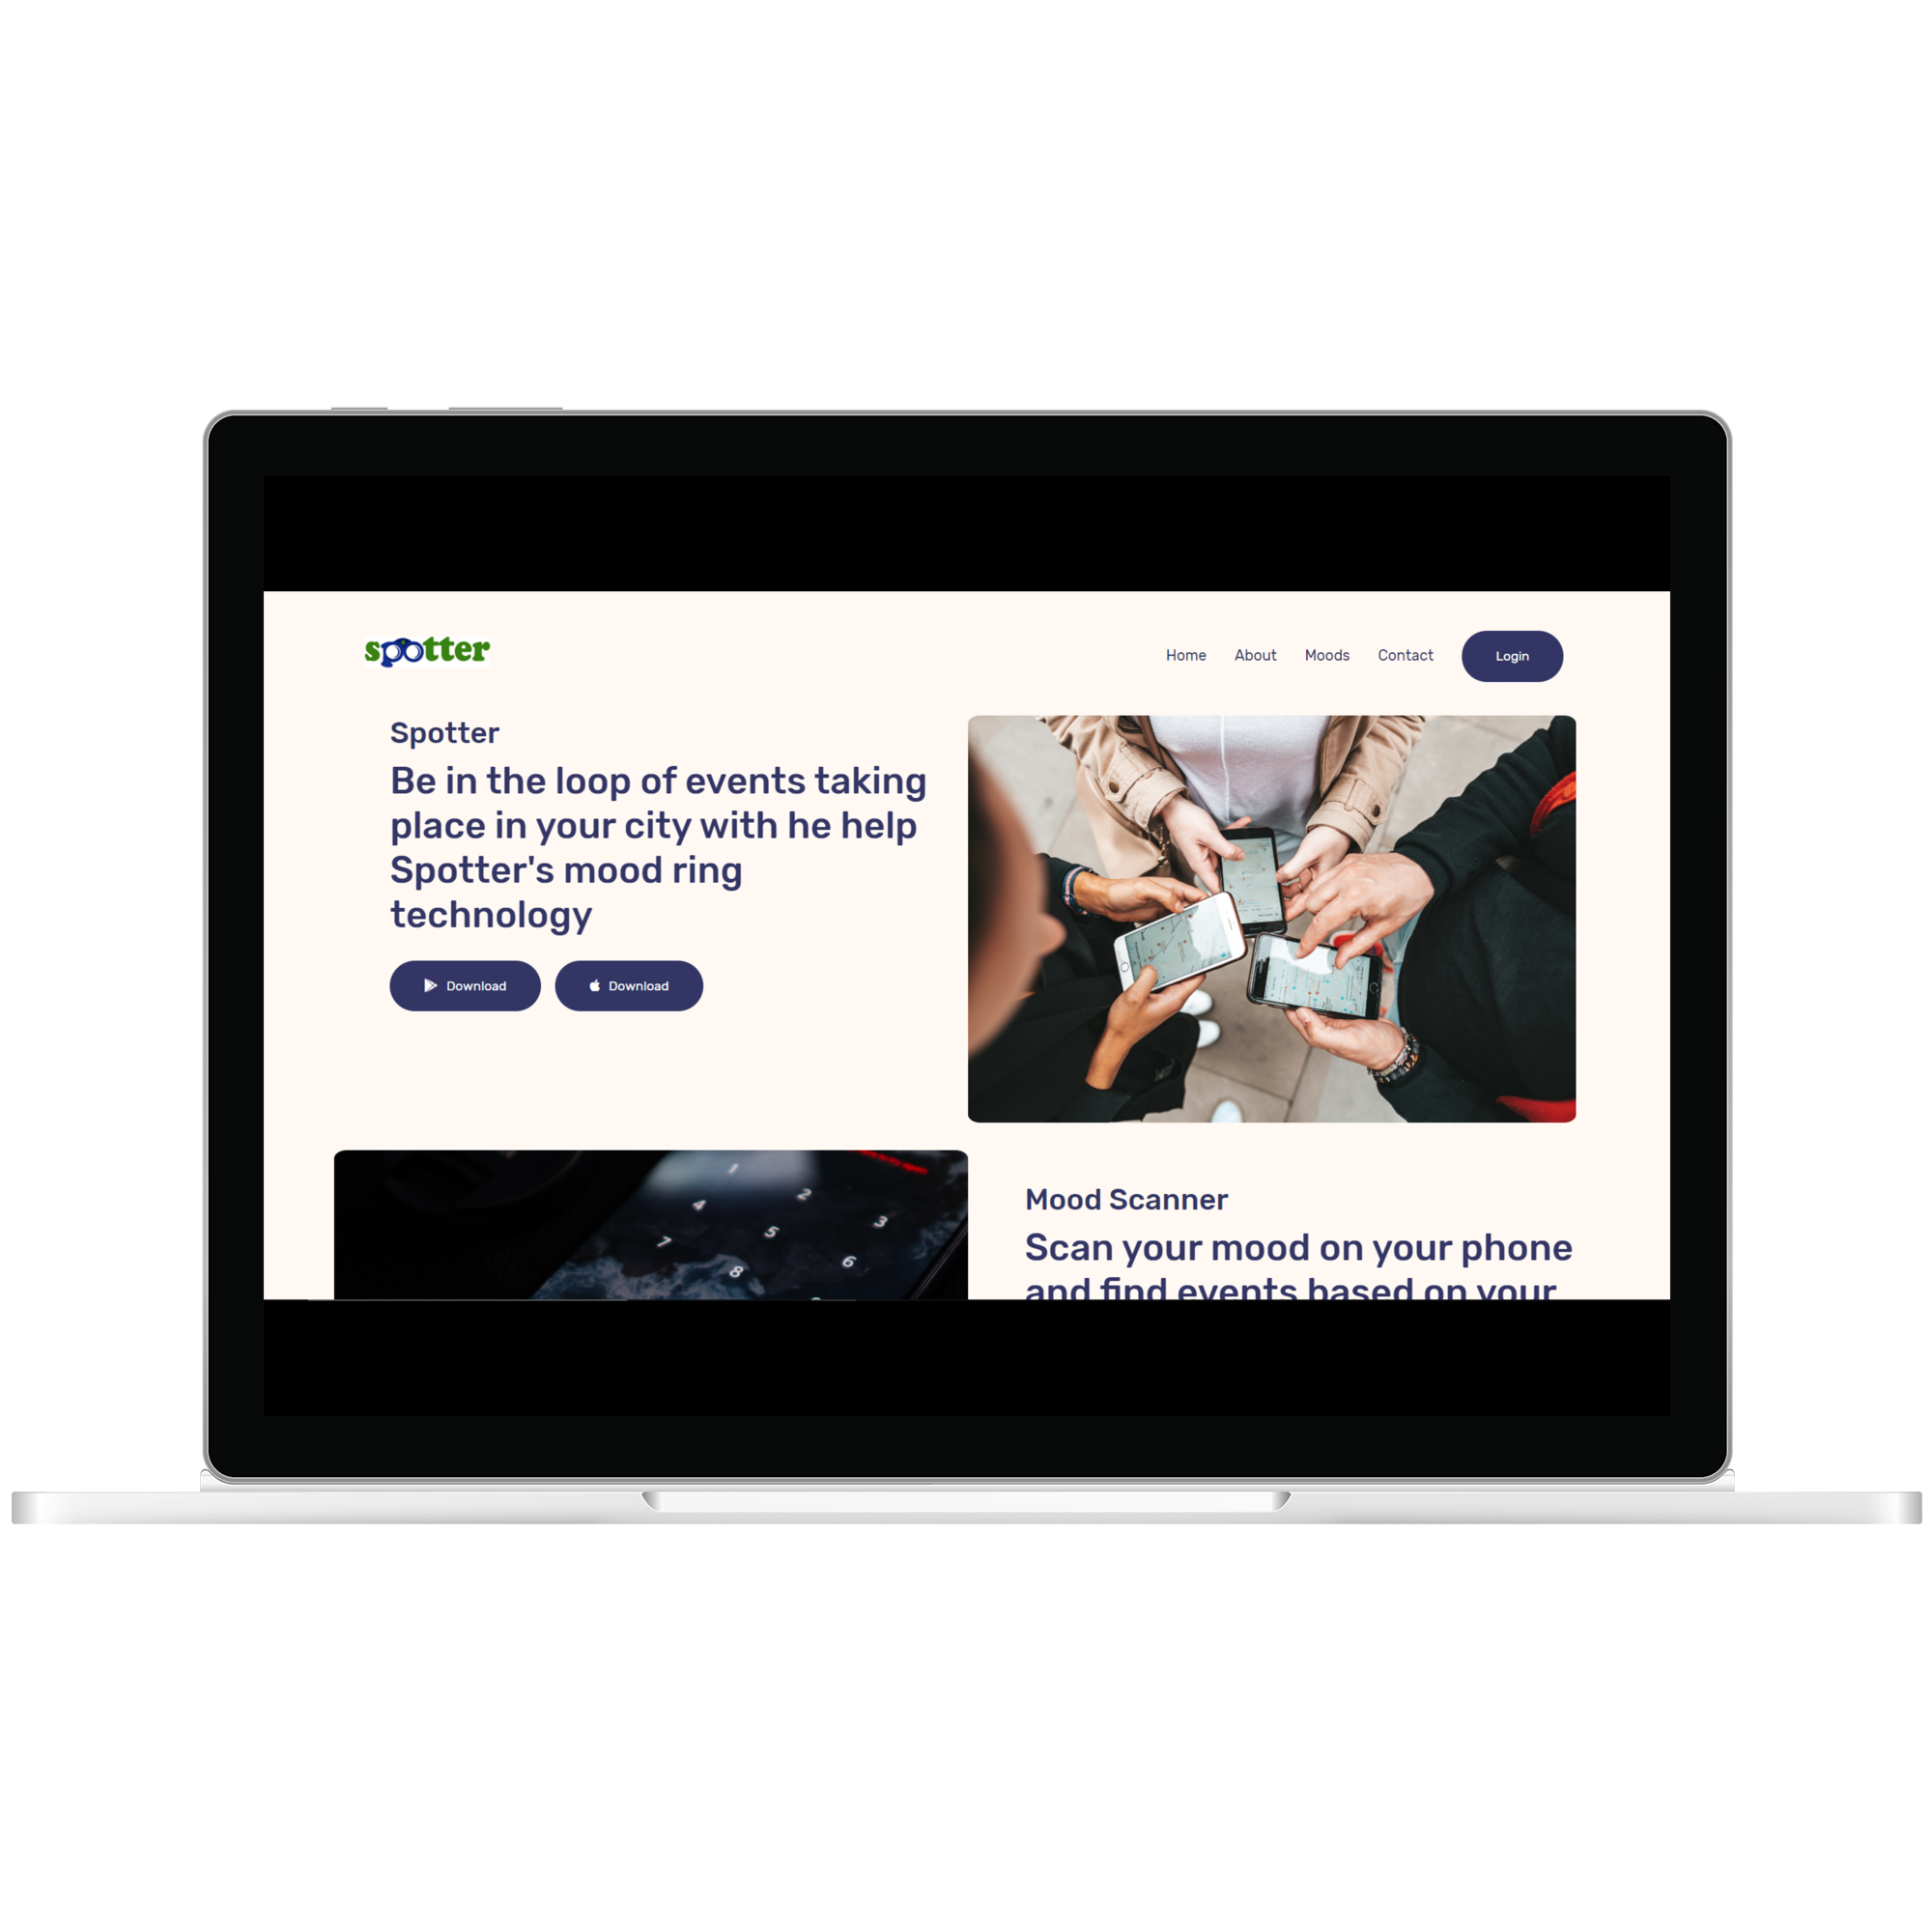 spotter
Home About Moods Contact Login
Spotter
Be in the loop of events taking
place in your city with he help
Spotter's mood ring
technology
Download Download
1
2
3
4
5
6
7
8
Mood Scanner
Scan your mood on your phone
and find events based on your